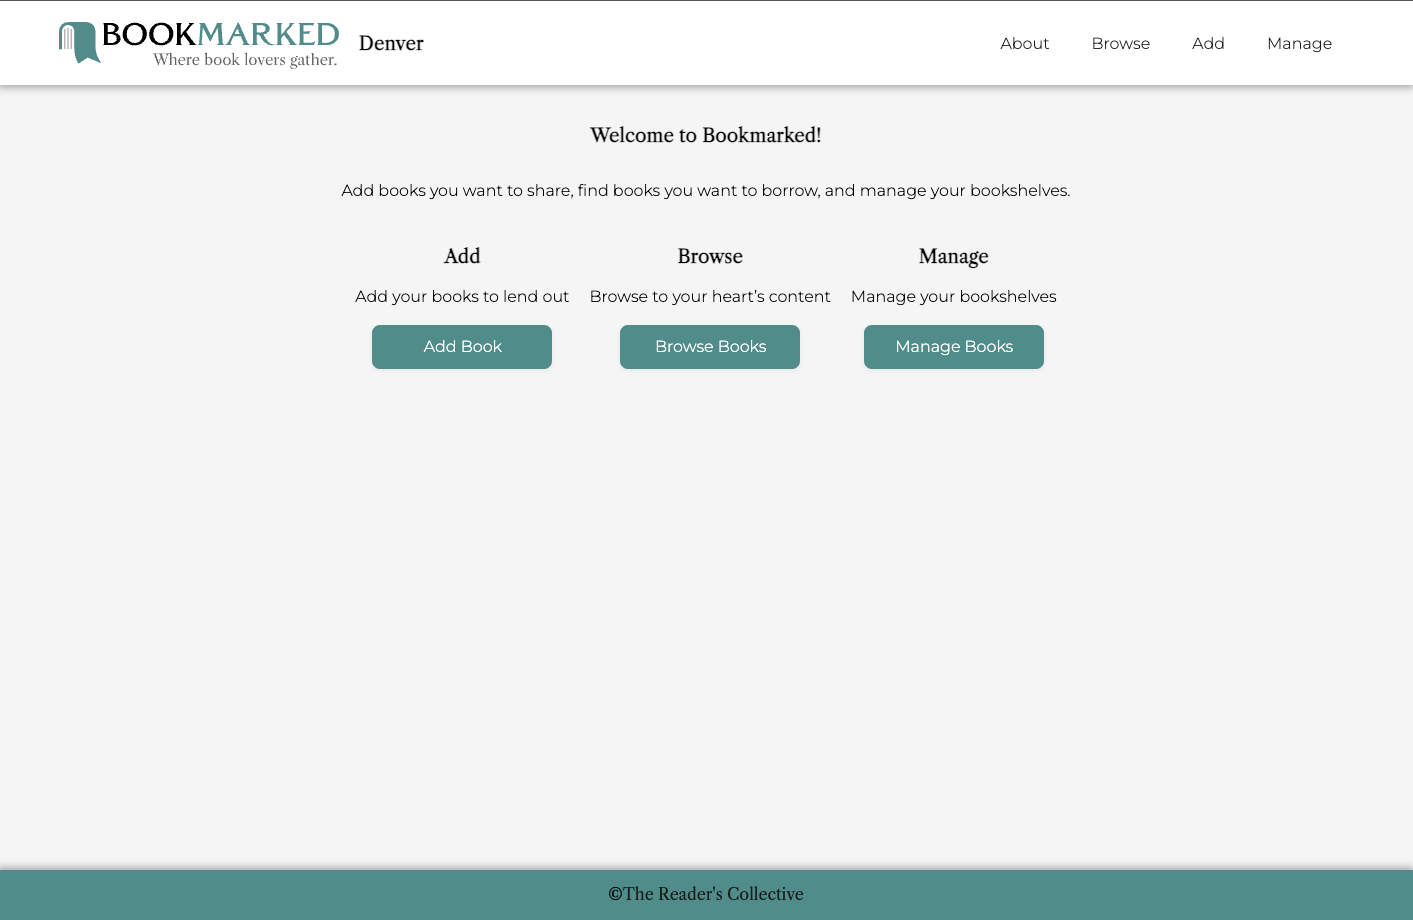 BOOKMARKED
Where book lovers gather.
Denver
About
Browse
Add
Manage
Welcome to Bookmarked!
Add books you want to share, find books you want to borrow, and manage your bookshelves.
Add
Add your books to lend out
Add Book
Browse
Browse to your heart’s content
Browse Books
Manage
Manage your bookshelves
Manage Books
©The Reader's Collective